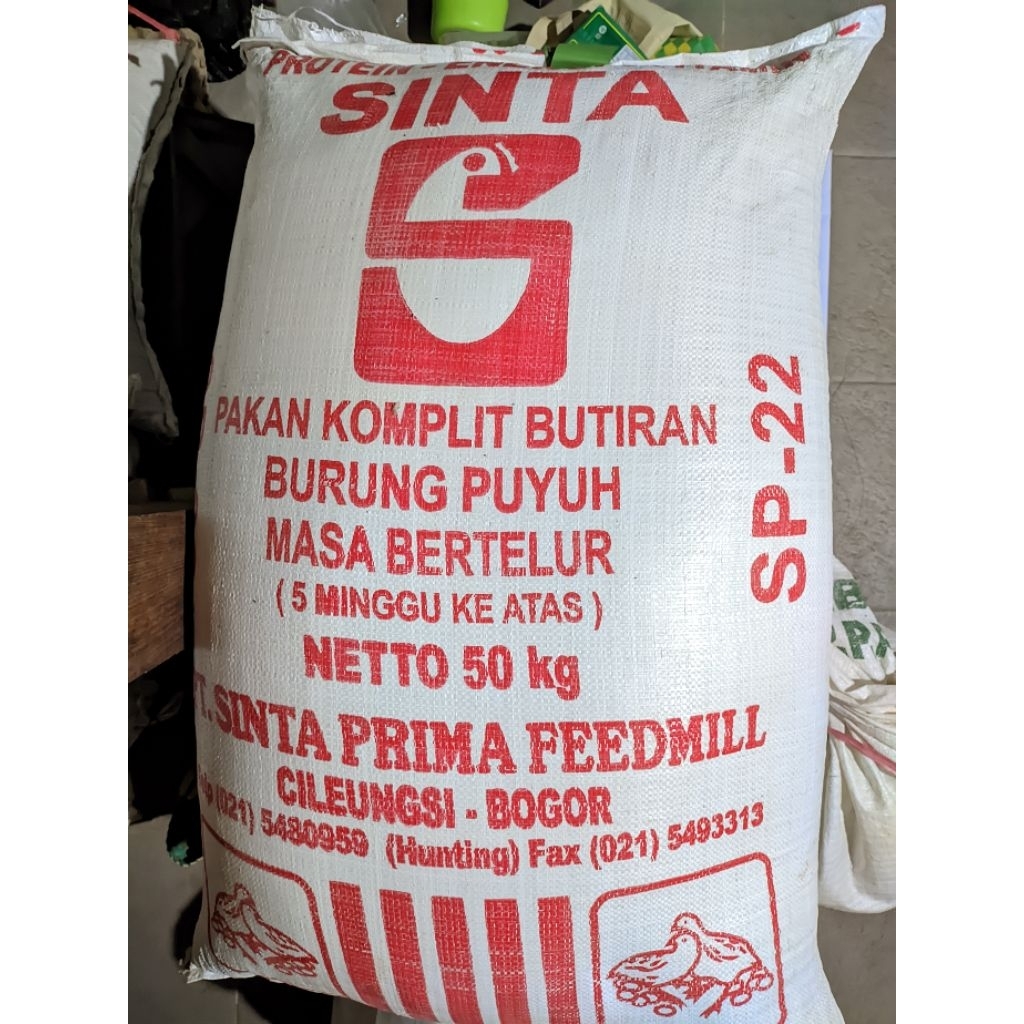 PROTEIN
SINTA
PAKAN KOMPLIT BUTIRAN
BURUNG PUYUH
MASA BERTELUR
( 5 MINGGU KE ATAS )
NETTO 50 kg
SP-22
T. SINTA PRIMA FEEDMILL
CILEUNGSI - BOGOR
(021) 5480959 (Hunting) Fax (021) 5493313